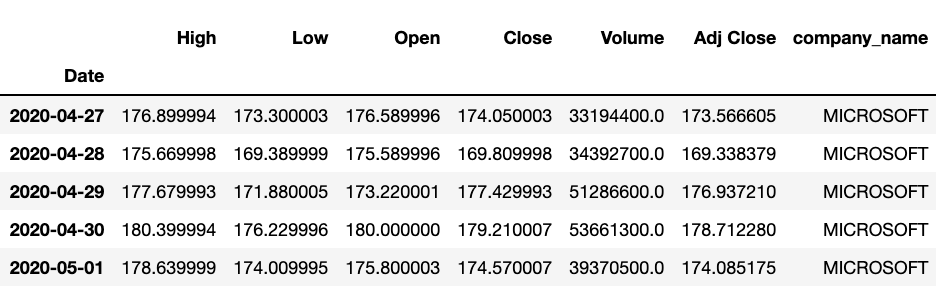 High Low Open Close Volume Adj Close company_name
Date
2020-04-27 176.899994 173.300003 176.589996 174.050003 33194400.0 173.566605 MICROSOFT
2020-04-28 175.669998 169.389999 175.589996 169.809998 34392700.0 169.338379 MICROSOFT
2020-04-29 177.679993 171.880005 173.220001 177.429993 51286600.0 176.937210 MICROSOFT
2020-04-30 180.399994 176.229996 180.000000 179.210007 53661300.0 178.712280 MICROSOFT
2020-05-01 178.639999 174.009995 175.800003 174.570007 39370500.0 174.085175 MICROSOFT